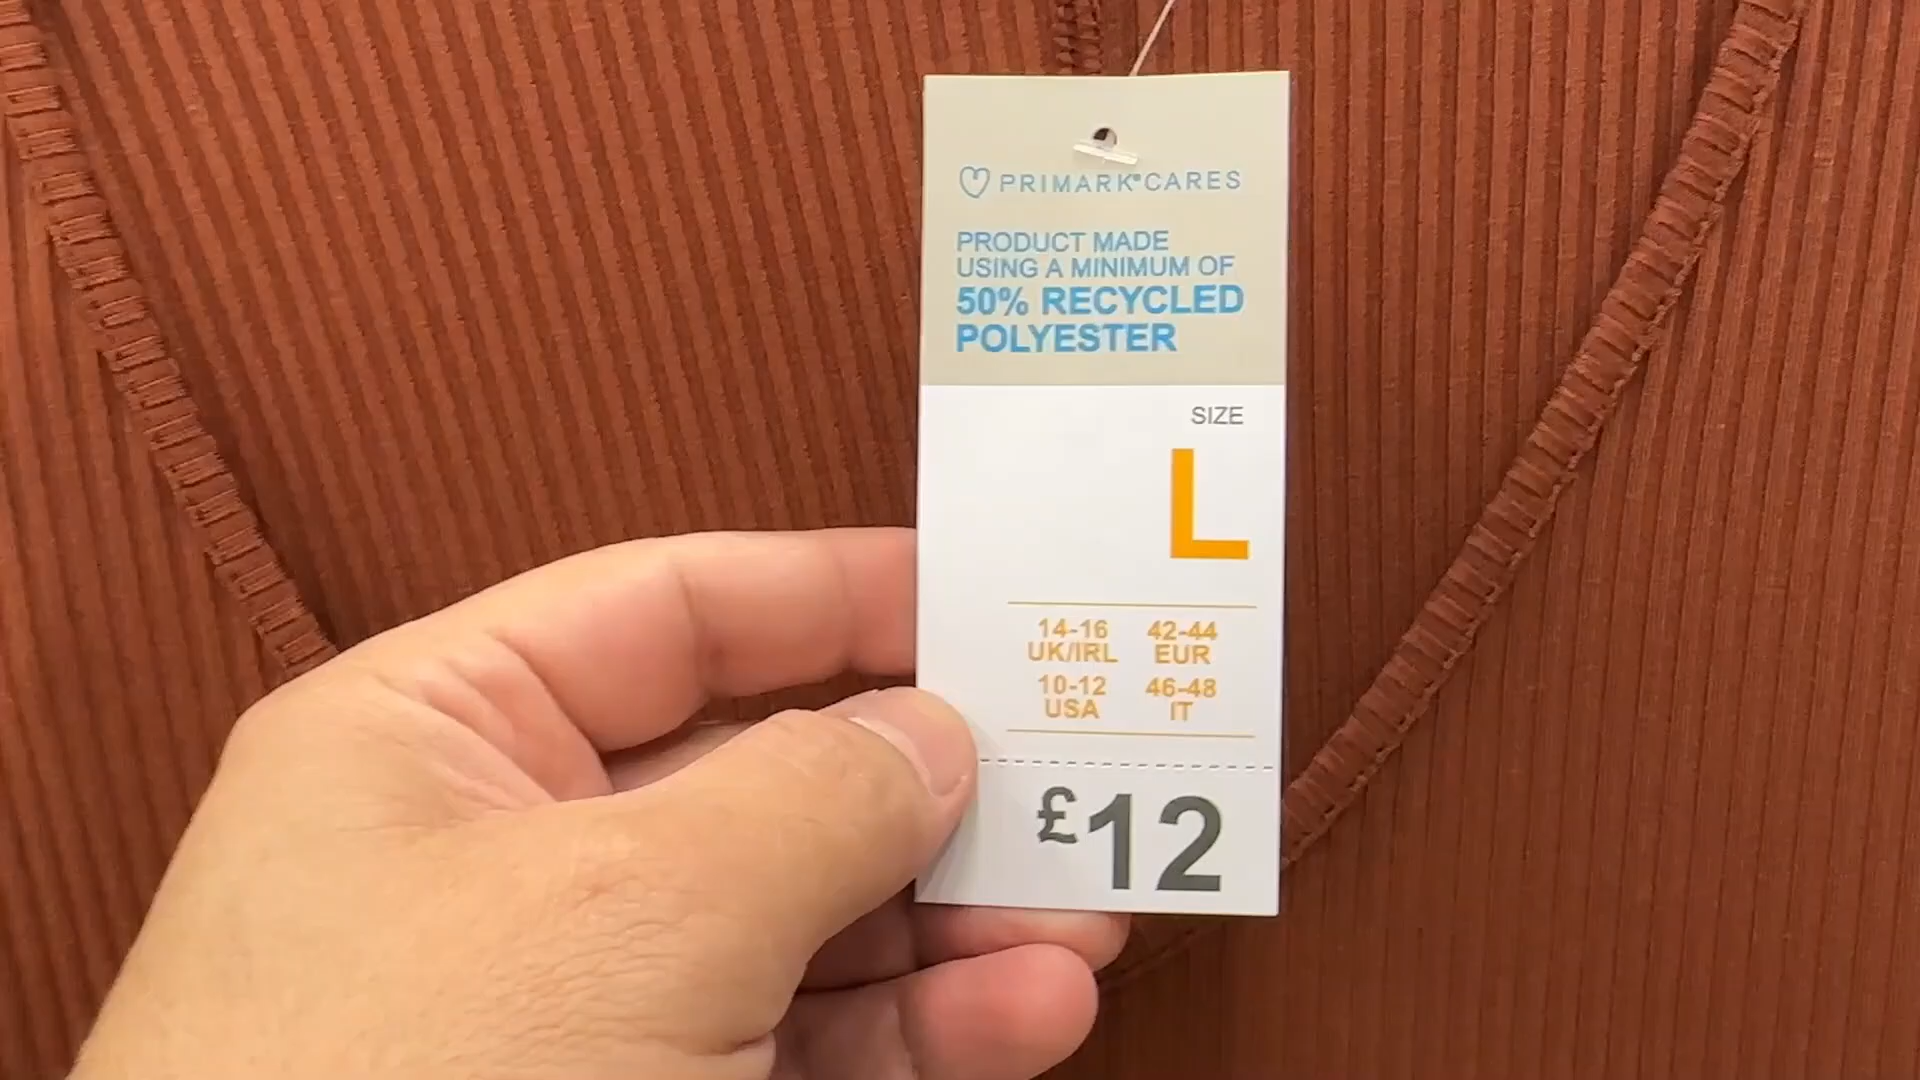 PRIMARK®CARES
PRODUCT MADE
USING A MINIMUM OF
50% RECYCLED
POLYESTER
SIZE
L
14-16 42-44
UK/IRL EUR
10-12 46-48
USA IT
£12